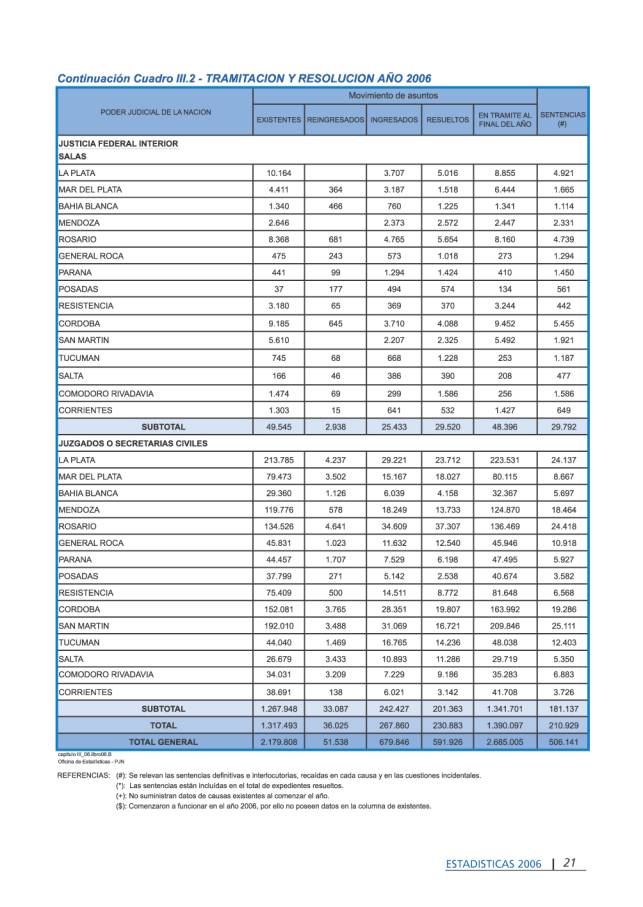 Continuación Cuadro III.2 - TRAMITACION Y RESOLUCION AÑO 2006
PODER JUDICIAL DE LA NACION
Movimiento de asuntos
EXISTENTES REINGRESADOS INGRESADOS RESUELTOS EN TRAMITE AL FINAL DEL AÑO SENTENCIAS (#)
JUSTICIA FEDERAL INTERIOR
SALAS
LA PLATA 10.164 3.707 5.016 8.855 4.921
MAR DEL PLATA 4.411 364 3.187 1.518 6.444 1.665
BAHIA BLANCA 1.340 466 760 1.225 1.341 1.114
MENDOZA 2.646 2.373 2.572 2.447 2.331
ROSARIO 8.368 681 4.765 5.654 8.160 4.739
GENERAL ROCA 475 243 573 1.018 273 1.294
PARANA 441 99 1.294 1.424 410 1.450
POSADAS 37 177 494 574 134 561
RESISTENCIA 3.180 65 369 370 3.244 442
CORDOBA 9.185 645 3.710 4.088 9.452 5.455
SAN MARTIN 5.610 2.207 2.325 5.492 1.921
TUCUMAN 745 68 668 1.228 253 1.187
SALTA 166 46 386 390 208 477
COMODORO RIVADAVIA 1.474 69 299 1.586 256 1.586
CORRIENTES 1.303 15 641 532 1.427 649
SUBTOTAL 49.545 2.938 25.433 29.520 48.396 29.792
JUZGADOS O SECRETARIAS CIVILES
LA PLATA 213.785 4.237 29.221 23.712 223.531 24.137
MAR DEL PLATA 79.473 3.502 15.167 18.027 80.115 8.667
BAHIA BLANCA 29.360 1.126 6.039 4.158 32.367 5.697
MENDOZA 119.776 578 18.249 13.733 124.870 18.464
ROSARIO 134.526 4.641 34.609 37.307 136.469 24.418
GENERAL ROCA 45.831 1.023 11.632 12.540 45.946 10.918
PARANA 44.457 1.707 7.529 6.198 47.495 5.927
POSADAS 37.799 271 5.142 2.538 40.674 3.582
RESISTENCIA 75.409 500 14.511 8.772 81.648 6.568
CORDOBA 152.081 3.765 28.351 19.807 163.992 19.286
SAN MARTIN 192.010 3.488 31.069 16.721 209.846 25.111
TUCUMAN 44.040 1.469 16.765 14.236 48.038 12.403
SALTA 26.679 3.433 10.893 11.286 29.719 5.350
COMODORO RIVADAVIA 34.031 3.209 7.229 9.186 35.283 6.883
CORRIENTES 38.691 138 6.021 3.142 41.708 3.726
SUBTOTAL 1.267.948 33.087 242.427 201.363 1.341.701 181.137
TOTAL 1.317.493 36.025 267.860 230.883 1.390.097 210.929
TOTAL GENERAL 2.179.808 51.538 679.846 591.926 2.685.005 506.141
capitulo III_06.libro06.B
Oficina de Estadísticas - PJN
REFERENCIAS: (#): Se relevan las sentencias definitivas e interlocutorias, recaídas en cada causa y en las cuestiones incidentales.
(*): Las sentencias están incluídas en el total de expedientes resueltos.
(+): No suministran datos de causas existentes al comenzar el año.
($): Comenzaron a funcionar en el año 2006, por ello no poseen datos en la columna de existentes.
ESTADISTICAS 2006 | 21